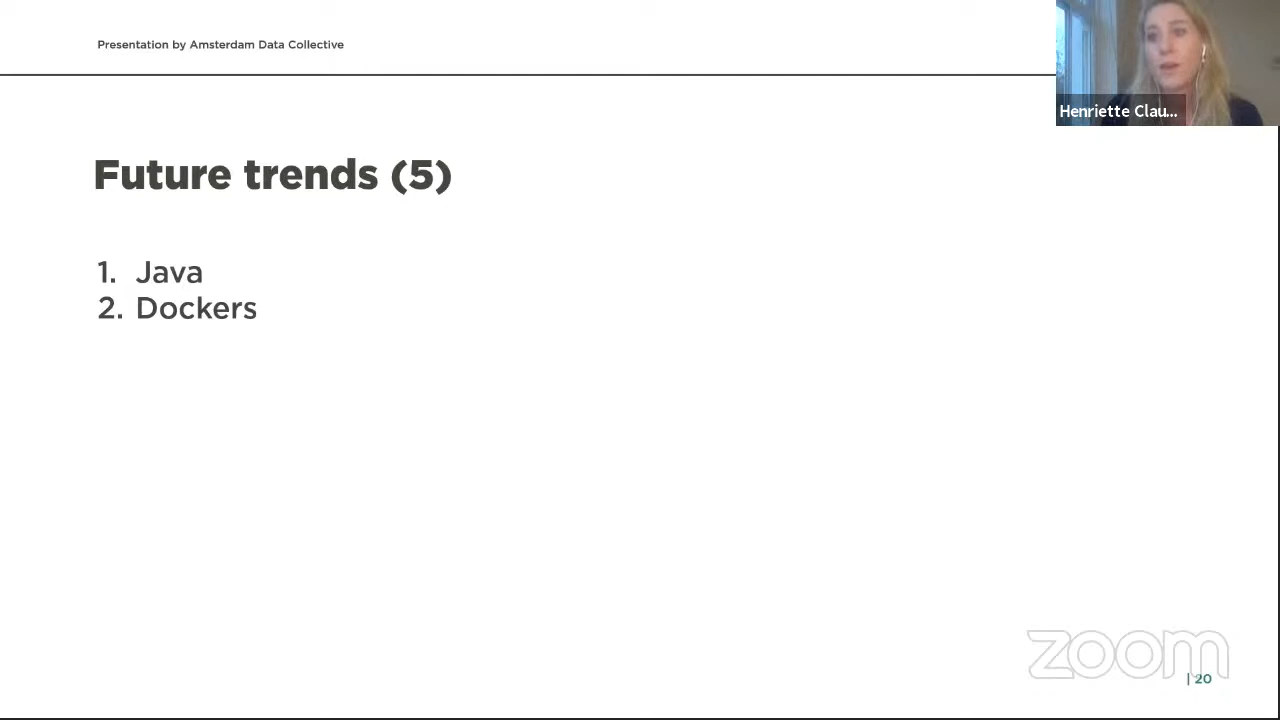 Presentation by Amsterdam Data Collective
Henriette Clau...
Future trends (5)
1. Java
2. Dockers
zoom
| 20